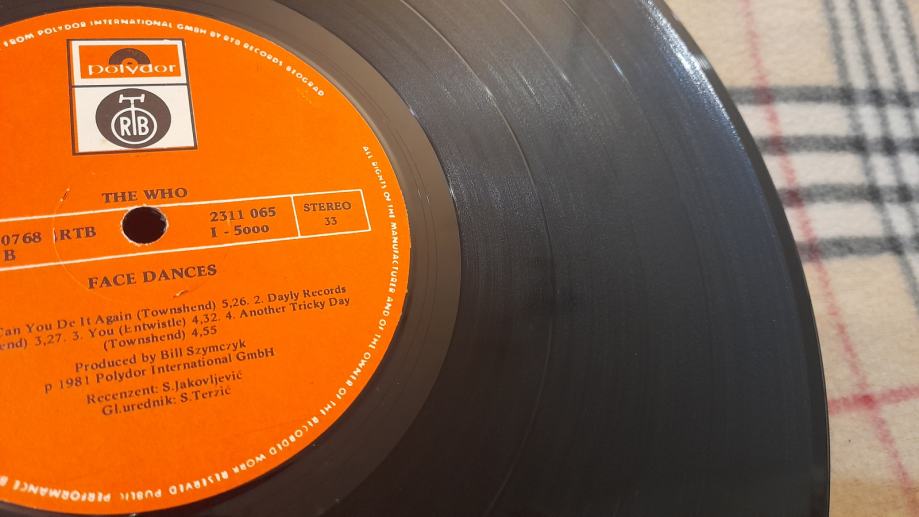 FROM POLYDOR INTERNATIONAL GMBH BY RTB RECORDS BEOGRAD
polydor
RTB
ALL RIGHTS OF THE MANUFACTURER AND OF THE OWNER OF THE RECORDED WORK RESERVED PUBLIC PERFORMANCE
THE WHO
0768 RTB
B
2311 065
I - 5000
STEREO
33
FACE DANCES
Can You De It Again (Townshend) 5,26. 2. Dayly Records
end) 3,27. 3. You (Entwistle) 4,32. 4. Another Tricky Day
(Townshend) 4,55
Produced by Bill Szymczyk
p 1981 Polydor International GmbH
Recenzent: S.Jakovljević
Gl.urednik: S.Terzić